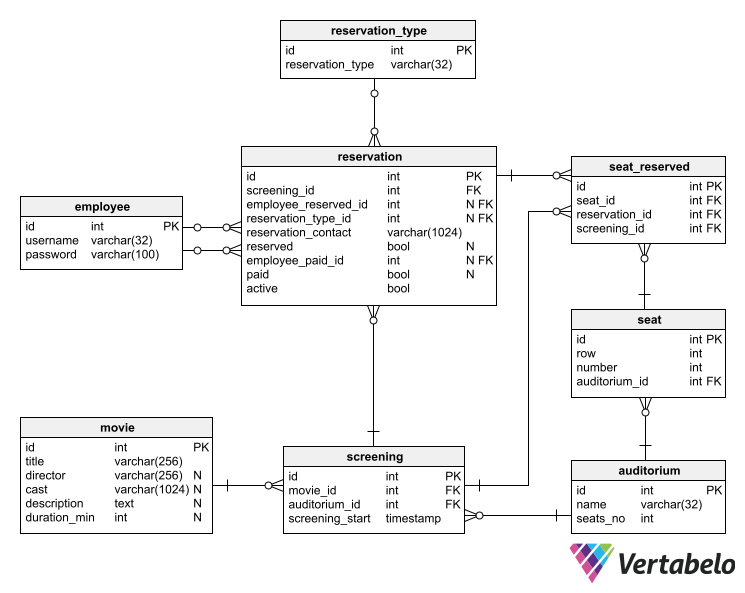 reservation_type
id int PK
reservation_type varchar(32)
reservation
id int PK
screening_id int FK
employee_reserved_id int N FK
reservation_type_id int N FK
reservation_contact varchar(1024)
reserved bool N
employee_paid_id int N FK
paid bool N
active bool
seat_reserved
id int PK
seat_id int FK
reservation_id int FK
screening_id int FK
employee
id int PK
username varchar(32)
password varchar(100)
seat
id int PK
row int
number int
auditorium_id int FK
movie
id int PK
title varchar(256)
director varchar(256) N
cast varchar(1024) N
description text N
duration_min int N
screening
id int PK
movie_id int FK
auditorium_id int FK
screening_start timestamp
auditorium
id int PK
name varchar(32)
seats_no int
Vertabelo